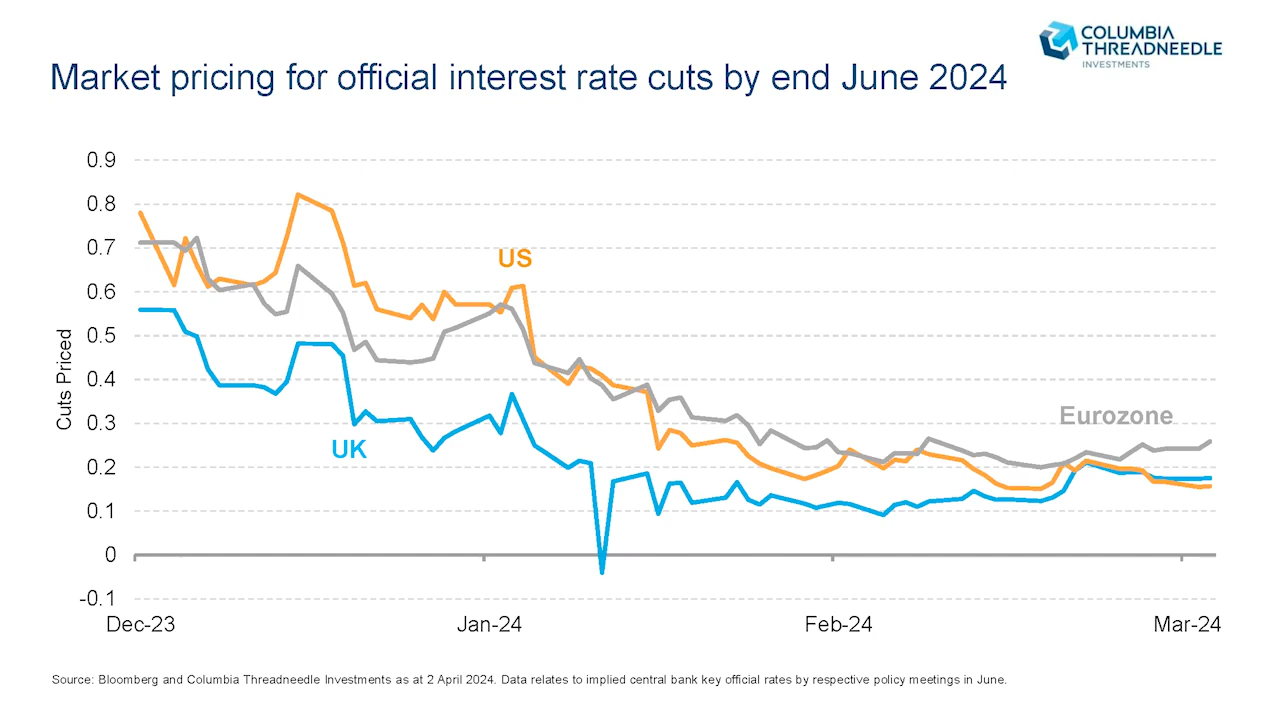 COLUMBIA
THREADNEEDLE
INVESTMENTS
Market pricing for official interest rate cuts by end June 2024
Cuts Priced
0.9
0.8
0.7
0.6
0.5
0.4
0.3
0.2
0.1
0
-0.1
US
UK
Eurozone
Dec-23 Jan-24 Feb-24 Mar-24
Source: Bloomberg and Columbia Threadneedle Investments as at 2 April 2024. Data relates to implied central bank key official rates by respective policy meetings in June.